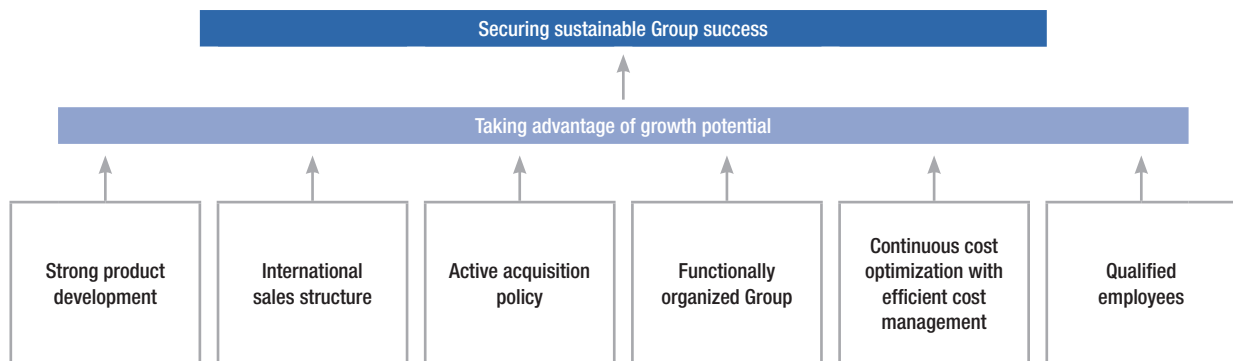 Securing sustainable Group success
Taking advantage of growth potential
Strong product
development
International
sales structure
Active acquisition
policy
Functionally
organized Group
Continuous cost
optimization with
efficient cost
management
Qualified
employees